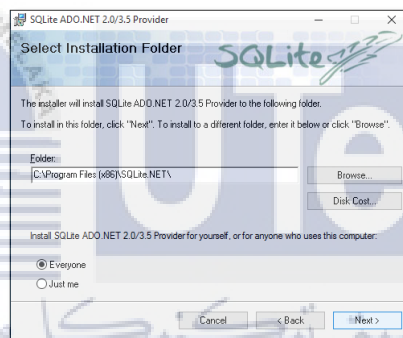 SQLite ADO.NET 2.0/3.5 Provider
Select Installation Folder
SQLite
The installer will install SQLite ADO.NET 2.0/3.5 Provider to the following folder.
To install in this folder, click "Next". To install to a different folder, enter it below or click "Browse".
Folder:
C:\Program Files (x86)\SQLite.NET\
Browse...
Disk Cost...
Install SQLite ADO.NET 2.0/3.5 Provider for yourself, or for anyone who uses this computer:
Everyone
Just me
Cancel
< Back
Next >